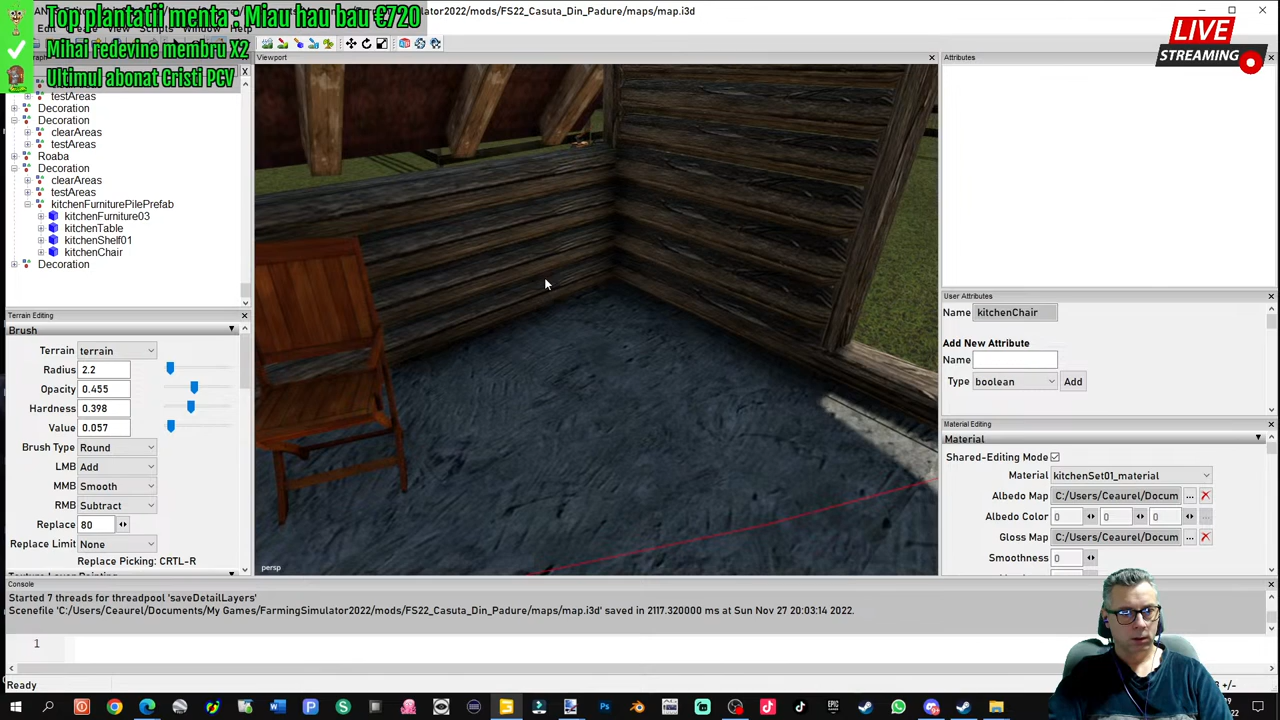 Top plantatii menta : Miau hau bau €720
Mihai redevine membru X2
Ultimul abonat Cristi PCV
ator2022/mods/FS22_Casuta_Din_Padure/maps/map.i3d
LIVE
STREAMING
Viewport
Attributes
testAreas
Decoration
Decoration
clearAreas
testAreas
Roaba
Decoration
clearAreas
testAreas
kitchenFurniturePilePrefab
kitchenFurniture03
kitchenTable
kitchenShelf01
kitchenChair
Decoration
Terrain Editing
Brush
Terrain terrain
Radius 2.2
Opacity 0.455
Hardness 0.398
Value 0.057
Brush Type Round
LMB Add
MMB Smooth
RMB Subtract
Replace 80
Replace Limit None
Replace Picking: CRTL-R
persp
User Attributes
Name kitchenChair
Add New Attribute
Name
Type boolean Add
Material Editing
Material
Shared-Editing Mode
Material kitchenSet01_material
Albedo Map C:/Users/Ceaurel/Docum ...
Albedo Color 0 0 0
Gloss Map C:/Users/Ceaurel/Docum ...
Smoothness 0
Console
Started 7 threads for threadpool 'saveDetailLayers'
Scenefile 'C:/Users/Ceaurel/Documents/My Games/FarmingSimulator2022/mods/FS22_Casuta_Din_Padure/maps/map.i3d' saved in 2117.320000 ms at Sun Nov 27 20:03:14 2022.
1
Ready